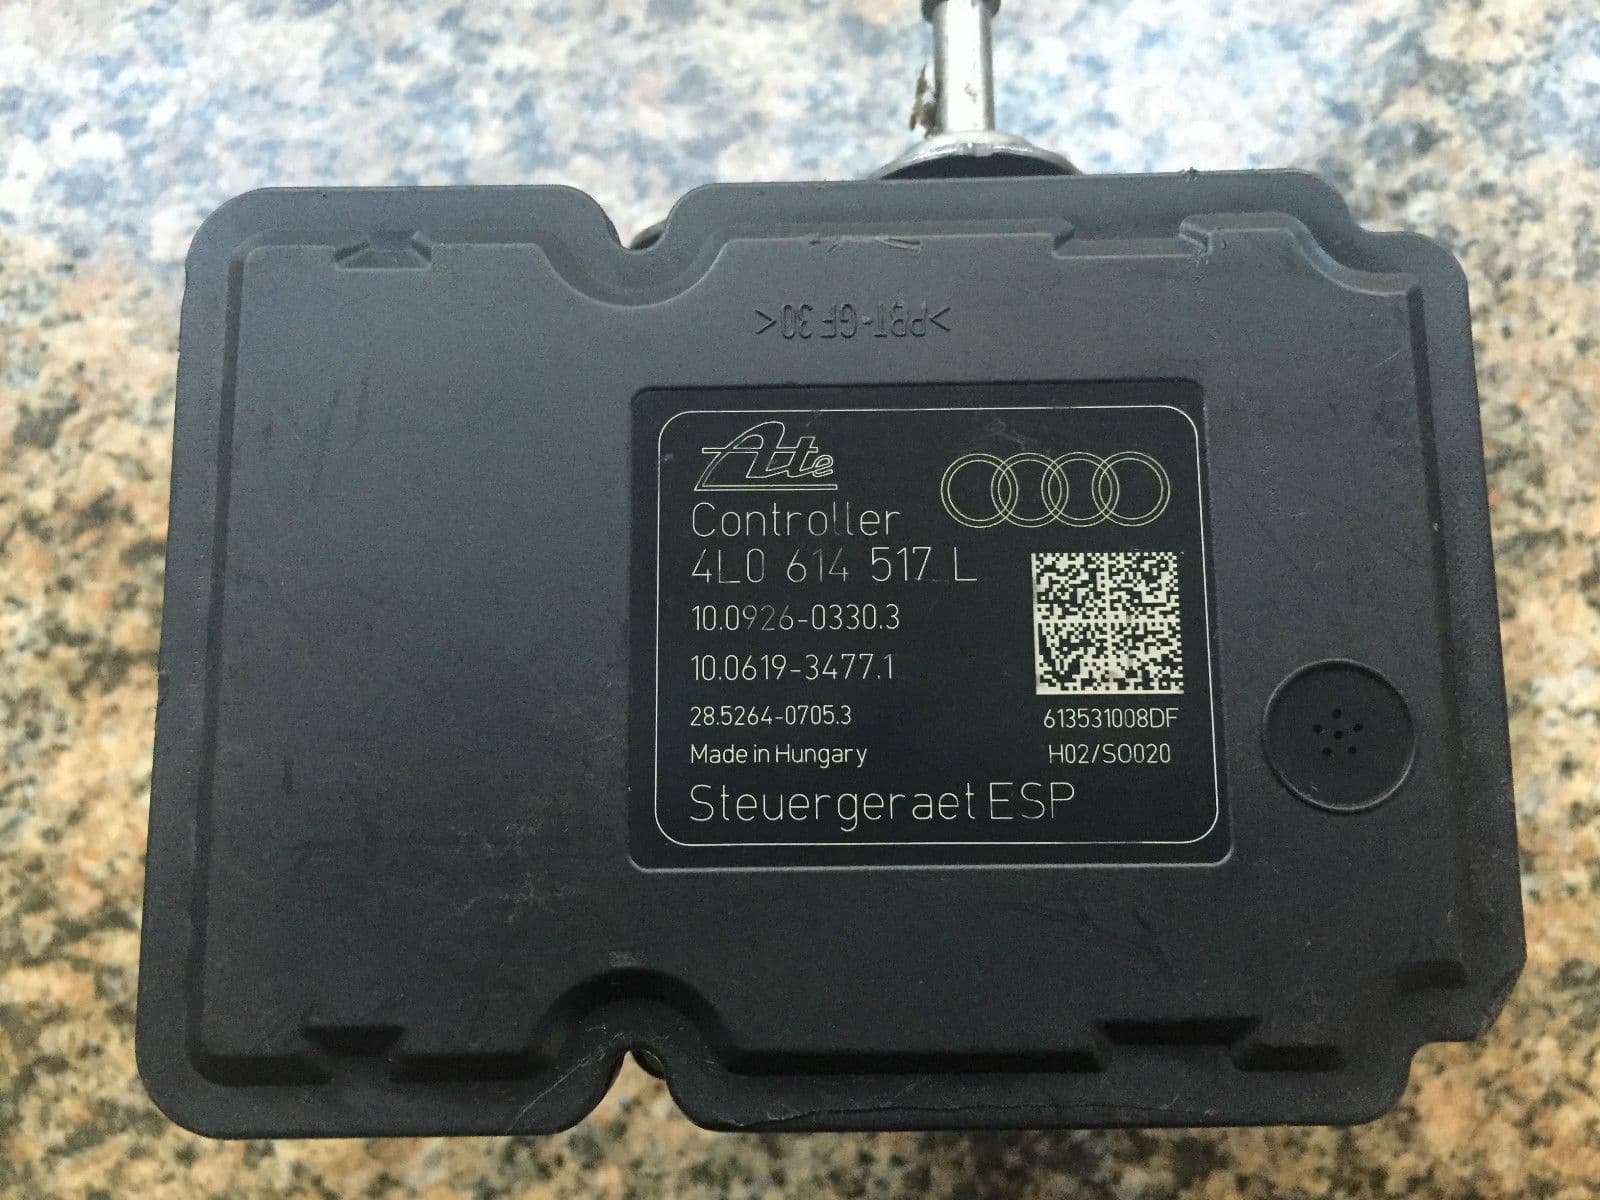 >PBT-GF 30<
Ate
Controller
4L0 614 517 L
10.0926-0330.3
10.0619-3477.1
28.5264-0705.3
613531008DF
Made in Hungary
H02/S0020
Steuergeraet ESP